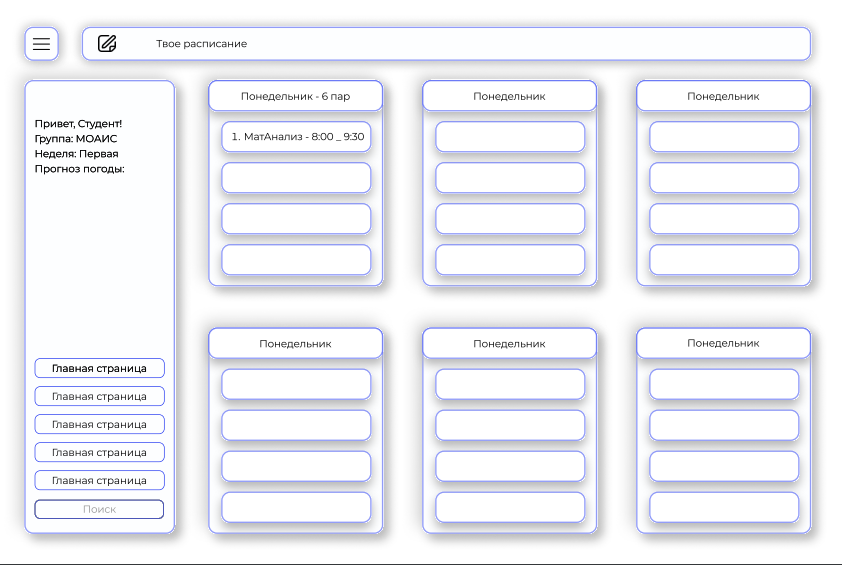 Твое расписание
Привет, Студент!
Группа: МОАИС
Неделя: Первая
Прогноз погоды:
Главная страница
Главная страница
Главная страница
Главная страница
Главная страница
Поиск
Понедельник - 6 пар
1. МатАнализ - 8:00 _ 9:30
Понедельник
Понедельник
Понедельник
Понедельник
Понедельник